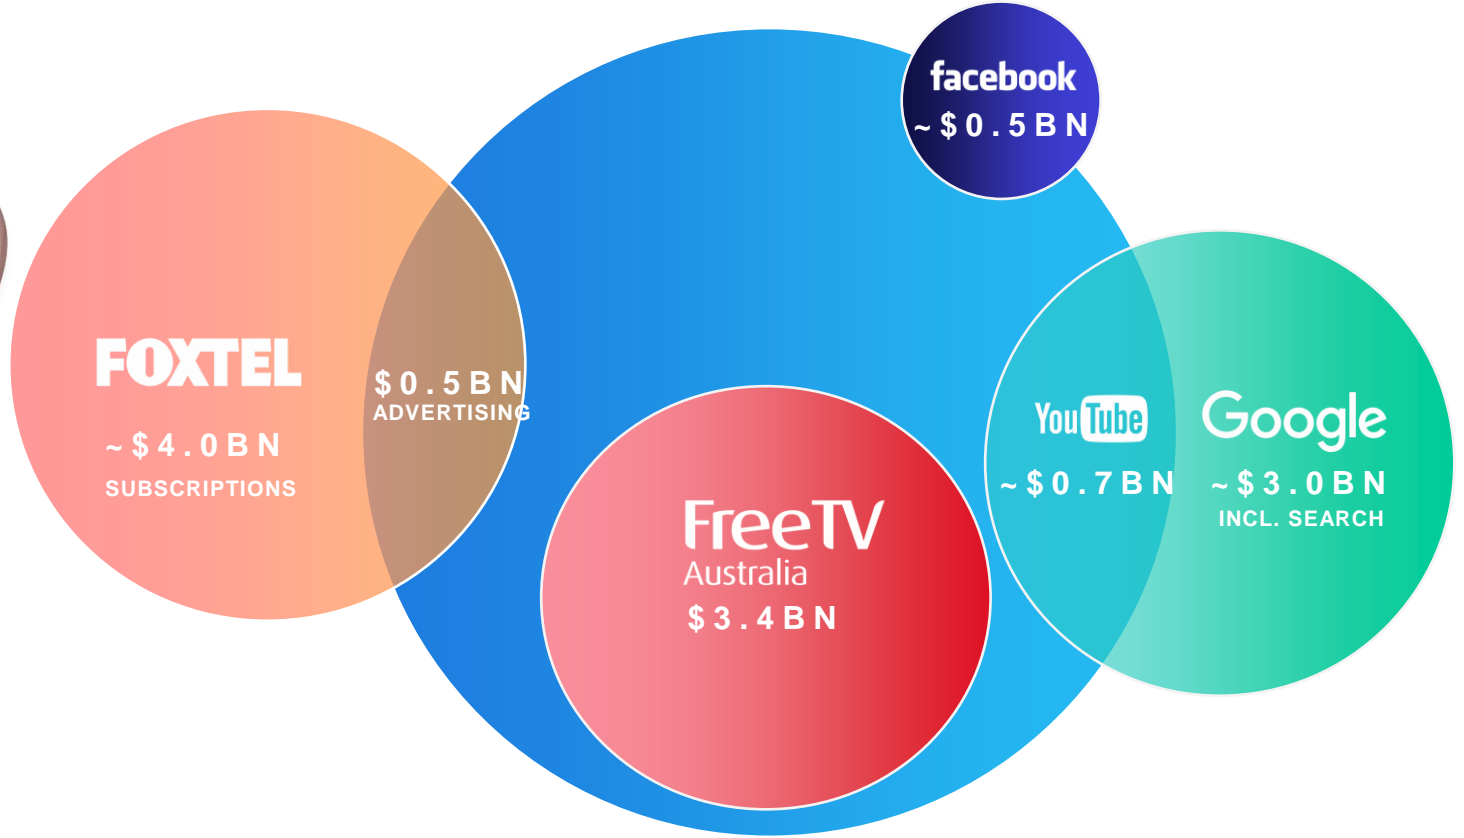 facebook
~$0.5BN
FOXTEL
~$4.0BN
SUBSCRIPTIONS
$0.5BN
ADVERTISING
FreeTV
Australia
$3.4BN
YouTube
~$0.7BN
Google
~$3.0BN
INCL. SEARCH